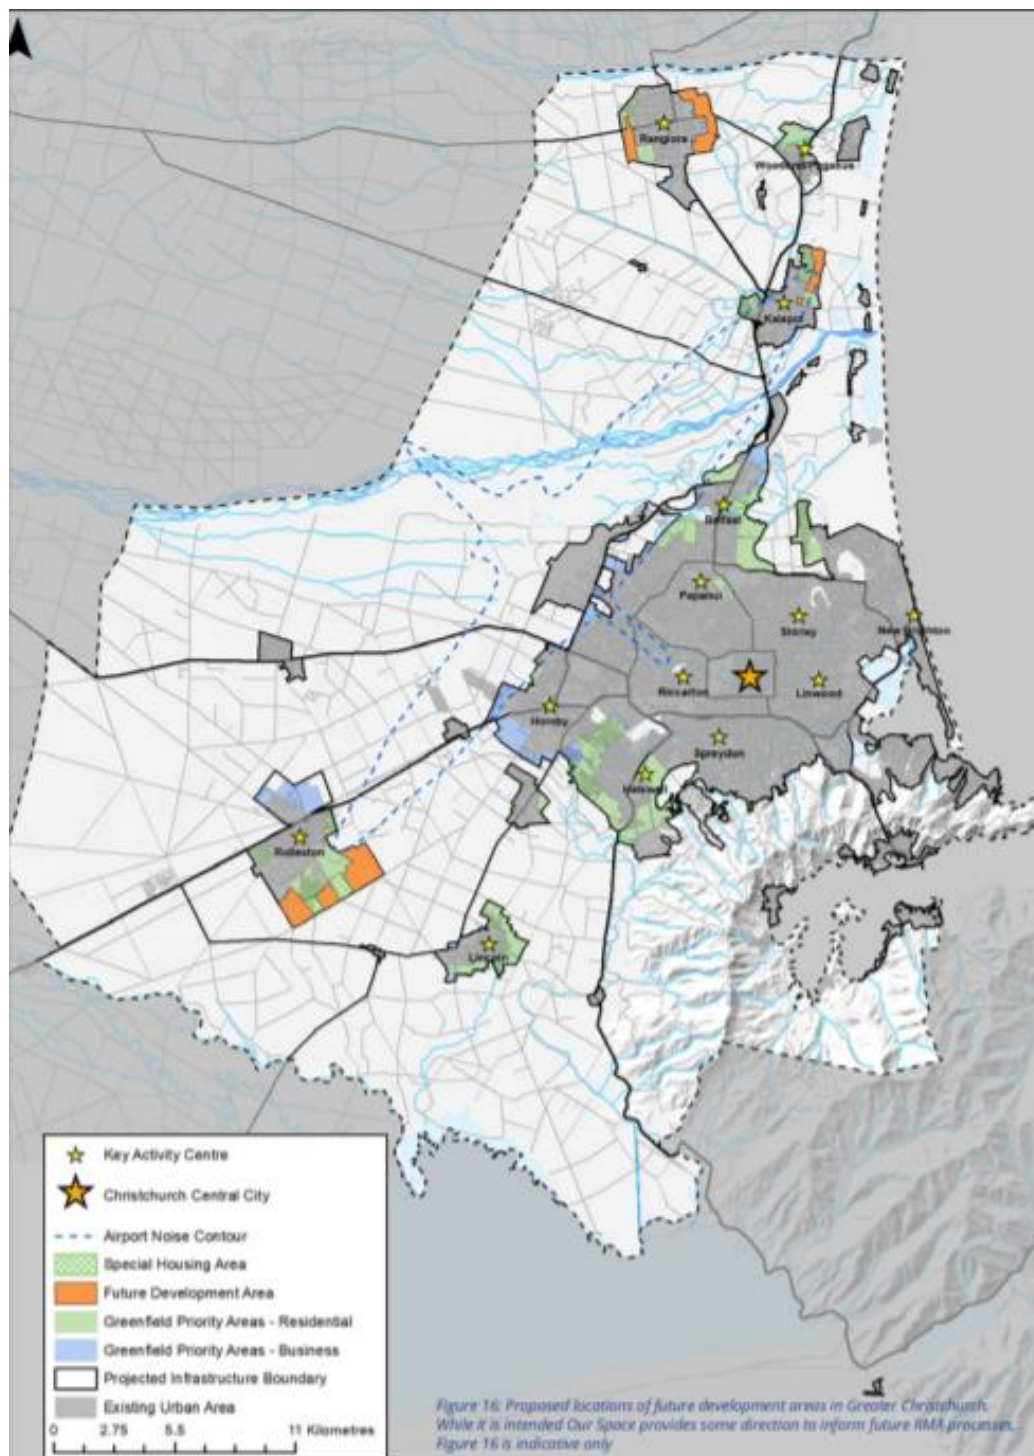 Rangiora
Kaiapoi
Belfast
Papanui
Shirley
New Brighton
Riccarton
Linwood
Hornby
Spreydon
Halswell
Rolleston
Lincoln
Key Activity Centre
Christchurch Central City
Airport Noise Contour
Special Housing Area
Future Development Area
Greenfield Priority Areas - Residential
Greenfield Priority Areas - Business
Projected Infrastructure Boundary
Existing Urban Area
0 2.75 5.5 11 Kilometres
Figure 16: Proposed locations of future development areas in Greater Christchurch.
While it is intended Our Space provides some direction to inform future RMA processes,
Figure 16 is indicative only